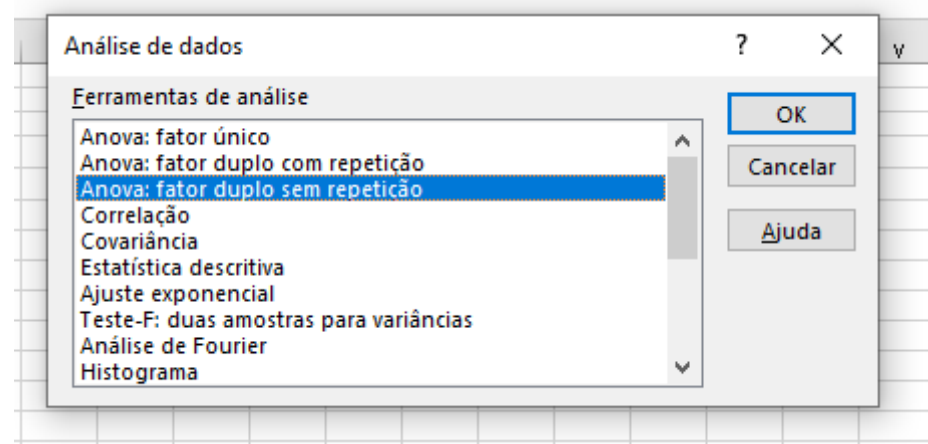 Análise de dados
?
V
Ferramentas de análise
OK
Anova: fator único
Anova: fator duplo com repetição
Cancelar
Anova: fator duplo sem repetição
Correlação
Ajuda
Covariância
Estatística descritiva
Ajuste exponencial
Teste-F: duas amostras para variâncias
Análise de Fourier
Histograma